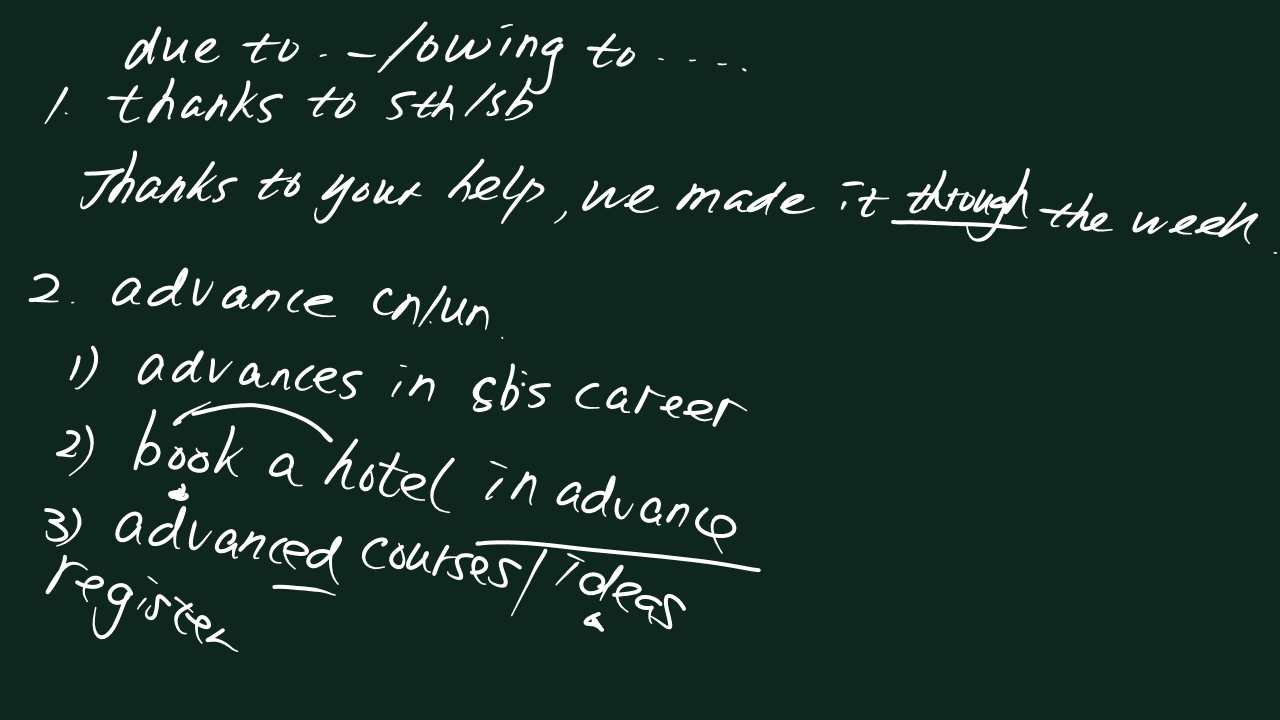 due to .. – / owing to ....
1. thanks to sth/sb
Thanks to your help, we made it through the week.
2. advance cn/un.
1) advances in sb's career
2) book a hotel in advance
3) advanced courses/ideas
register